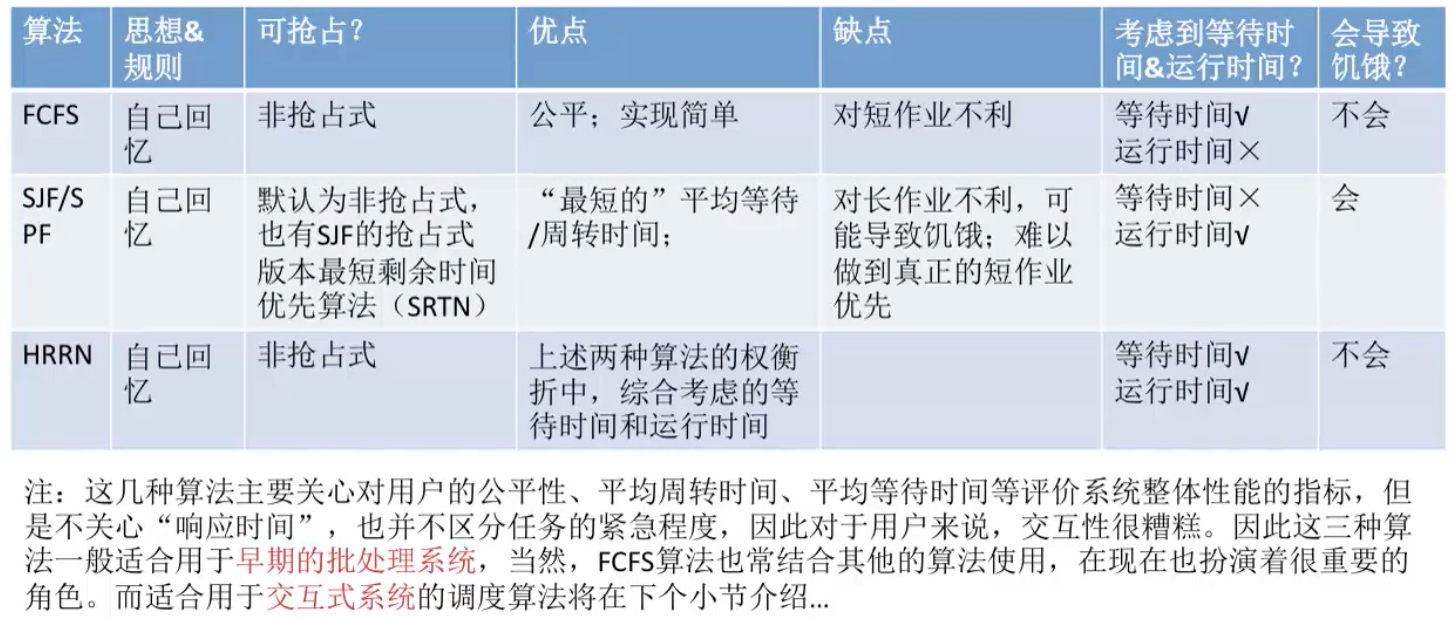 算法 思想& 可抢占？ 优点 缺点 考虑到等待时 会导致
规则 间&运行时间？ 饥饿？
FCFS 自己回 非抢占式 公平；实现简单 对短作业不利 等待时间√ 不会
忆 运行时间×
SJF/S 自己回 默认为非抢占式， “最短的”平均等待 对长作业不利，可 等待时间× 会
PF 忆 也有SJF的抢占式 /周转时间； 能导致饥饿；难以 运行时间√
版本最短剩余时间 做到真正的短作业
优先算法（SRTN） 优先
HRRN 自己回 非抢占式 上述两种算法的权衡 等待时间√ 不会
忆 折中，综合考虑的等 运行时间√
待时间和运行时间
注：这几种算法主要关心对用户的公平性、平均周转时间、平均等待时间等评价系统整体性能的指标，但
是不关心“响应时间”，也并不区分任务的紧急程度，因此对于用户来说，交互性很糟糕。因此这三种算
法一般适合用于早期的批处理系统，当然，FCFS算法也常结合其他的算法使用，在现在也扮演着很重要的
角色。而适合用于交互式系统的调度算法将在下个小节介绍...